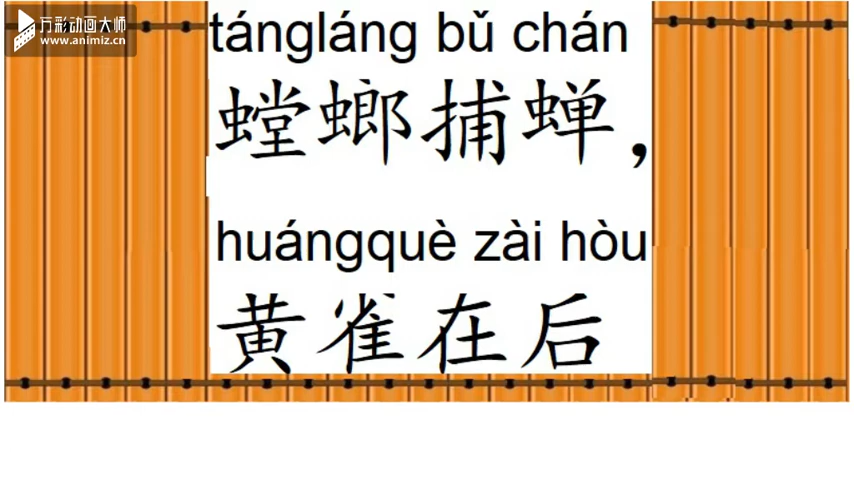 万彩动画大师
www.animiz.cn
tángláng bǔ chán
螳螂捕蝉，
huángquè zài hòu
黄雀在后